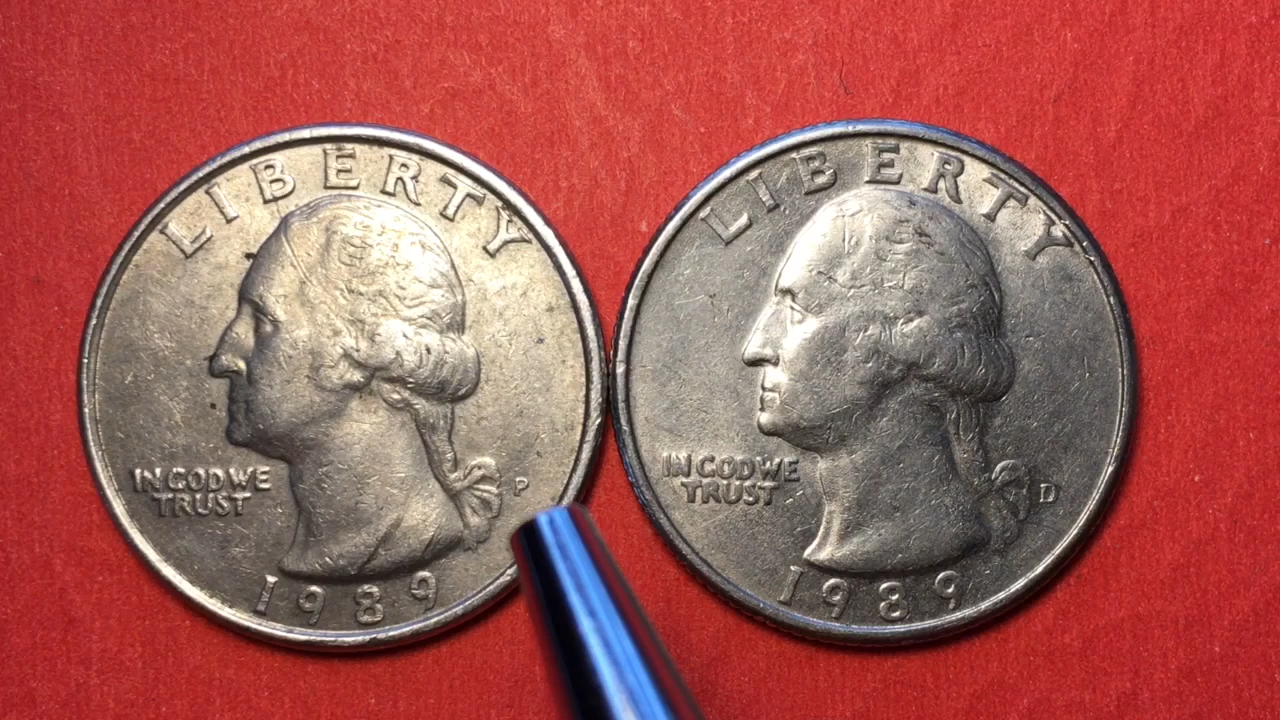 LIBERTY
IN GOD WE
TRUST
P
1989
LIBERTY
IN GOD WE
TRUST
D
1989